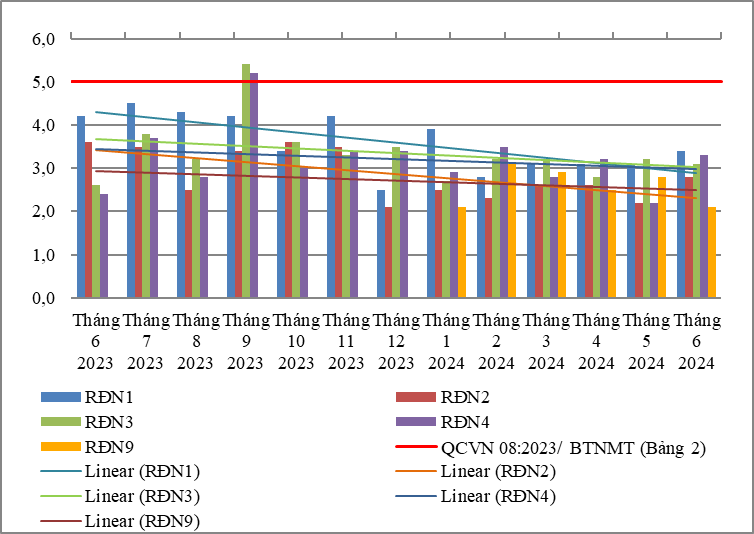 6,0
5,0
4,0
3,0
2,0
1,0
0,0
Tháng Tháng Tháng Tháng Tháng Tháng Tháng Tháng Tháng Tháng Tháng Tháng Tháng
6 7 8 9 10 11 12 1 2 3 4 5 6
2023 2023 2023 2023 2023 2023 2023 2024 2024 2024 2024 2024 2024
RĐN1 RĐN2
RĐN3 RĐN4
RĐN9 QCVN 08:2023/ BTNMT (Bảng 2)
Linear (RĐN1) Linear (RĐN2)
Linear (RĐN3) Linear (RĐN4)
Linear (RĐN9)